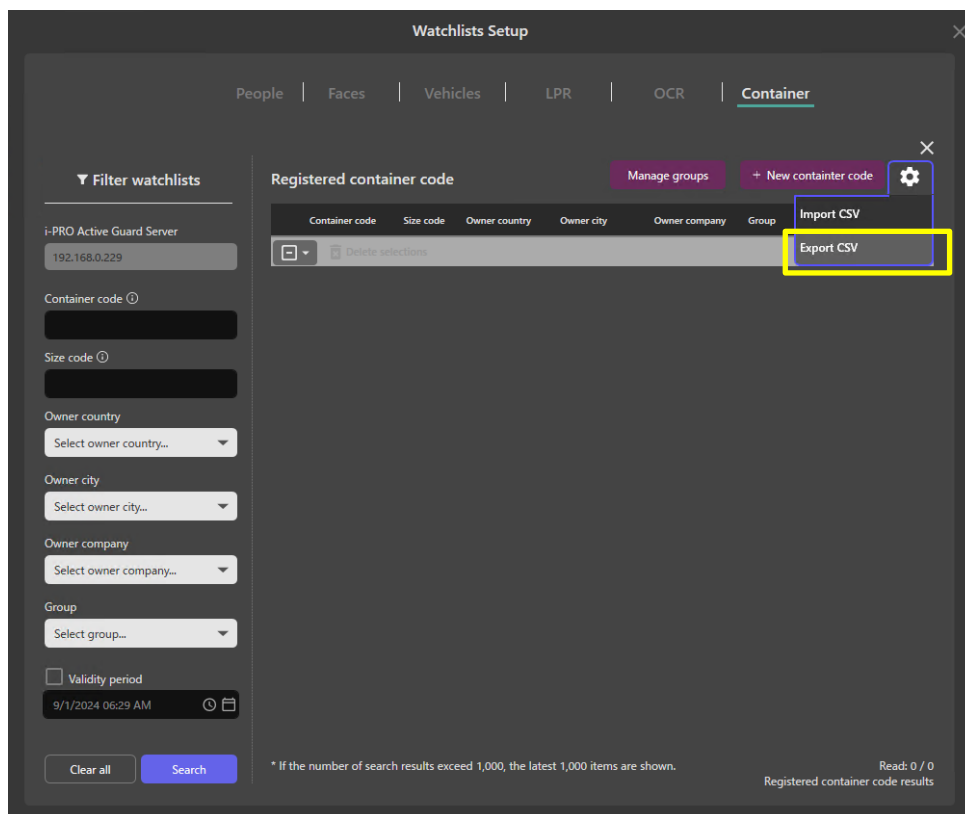 Watchlists Setup
People
Faces
Vehicles
LPR
OCR
Container
Filter watchlists
i-PRO Active Guard Server
192.168.0.229
Container code
Size code
Owner country
Select owner country...
Owner city
Select owner city...
Owner company
Select owner company...
Group
Select group...
Validity period
9/1/2024 06:29 AM
Clear all
Search
Registered container code
Manage groups
+ New containter code
Import CSV
Export CSV
Container code Size code Owner country Owner city Owner company Group
Delete selections
* If the number of search results exceed 1,000, the latest 1,000 items are shown.
Read: 0 / 0
Registered container code results